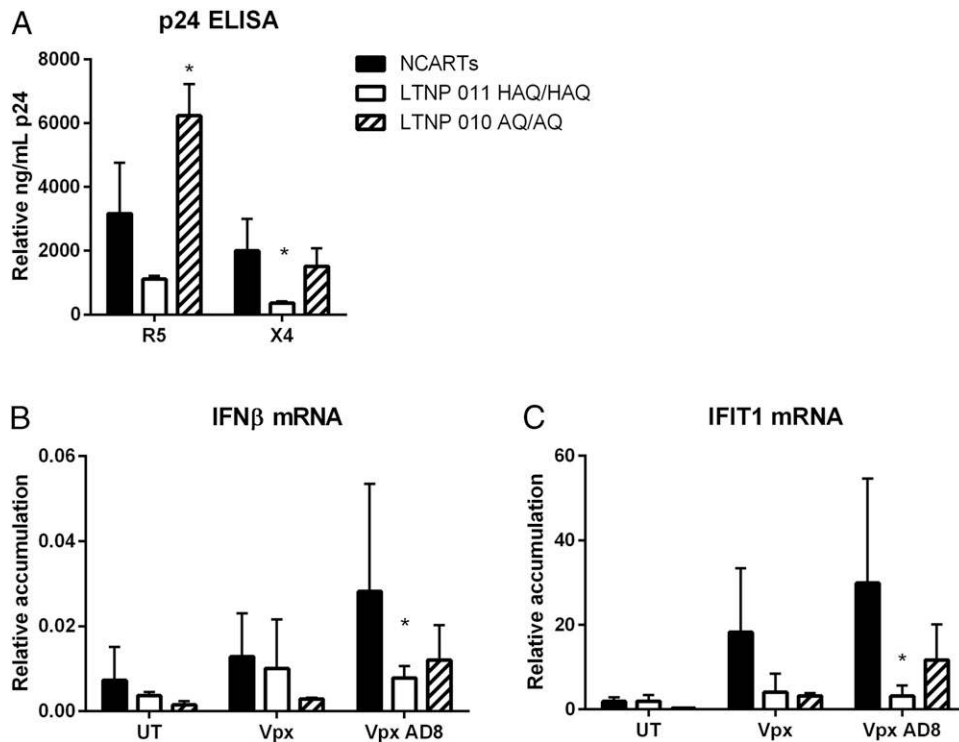 A
p24 ELISA
Relative ng/mL p24
8000
6000
4000
2000
0
*
*
R5
X4
NCARTs
LTNP 011 HAQ/HAQ
LTNP 010 AQ/AQ
B
IFNβ mRNA
Relative accumulation
0.06
0.04
0.02
0.00
*
UT
Vpx
Vpx AD8
C
IFIT1 mRNA
Relative accumulation
60
40
20
0
*
UT
Vpx
Vpx AD8